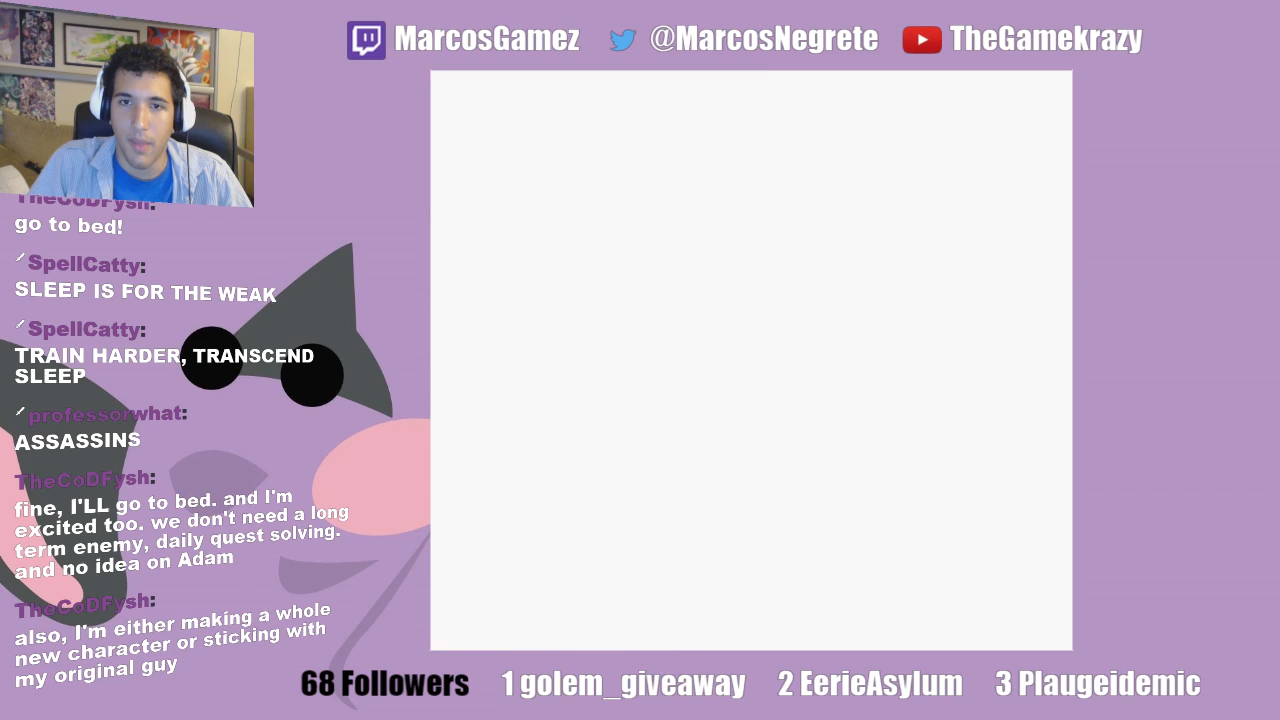 MarcosGamez @MarcosNegrete TheGamekrazy
TheCoDFysh:
go to bed!
SpellCatty:
SLEEP IS FOR THE WEAK
SpellCatty:
TRAIN HARDER, TRANSCEND
SLEEP
professorwhat:
ASSASSINS
TheCoDFysh:
fine, I'LL go to bed. and I'm
excited too. we don't need a long
term enemy, daily quest solving.
and no idea on Adam
TheCoDFysh:
also, I'm either making a whole
new character or sticking with
my original guy
68 Followers 1 golem_giveaway 2 EerieAsylum 3 Plaugeidemic